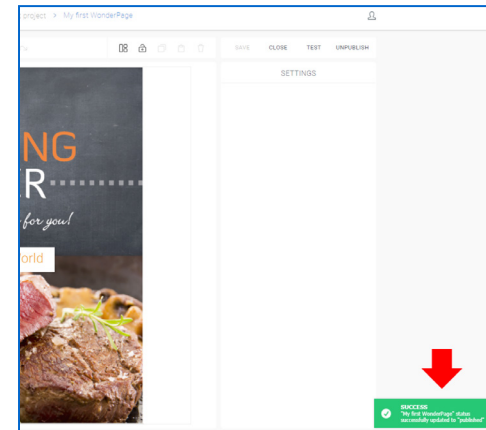 project > My first WonderPage
SAVE CLOSE TEST UNPUBLISH
SETTINGS
NG
R
for you!
orld
SUCCESS
"My first WonderPage" status
successfully updated to "published"